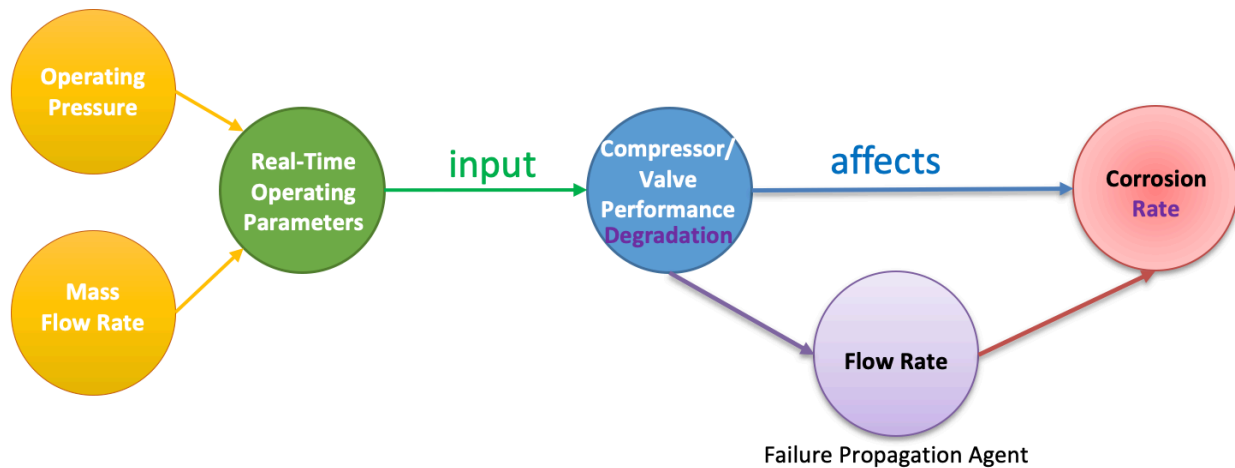 Operating
Pressure
Mass
Flow Rate
Real-Time
Operating
Parameters
input
Compressor/
Valve
Performance
Degradation
affects
Flow Rate
Failure Propagation Agent
Corrosion
Rate